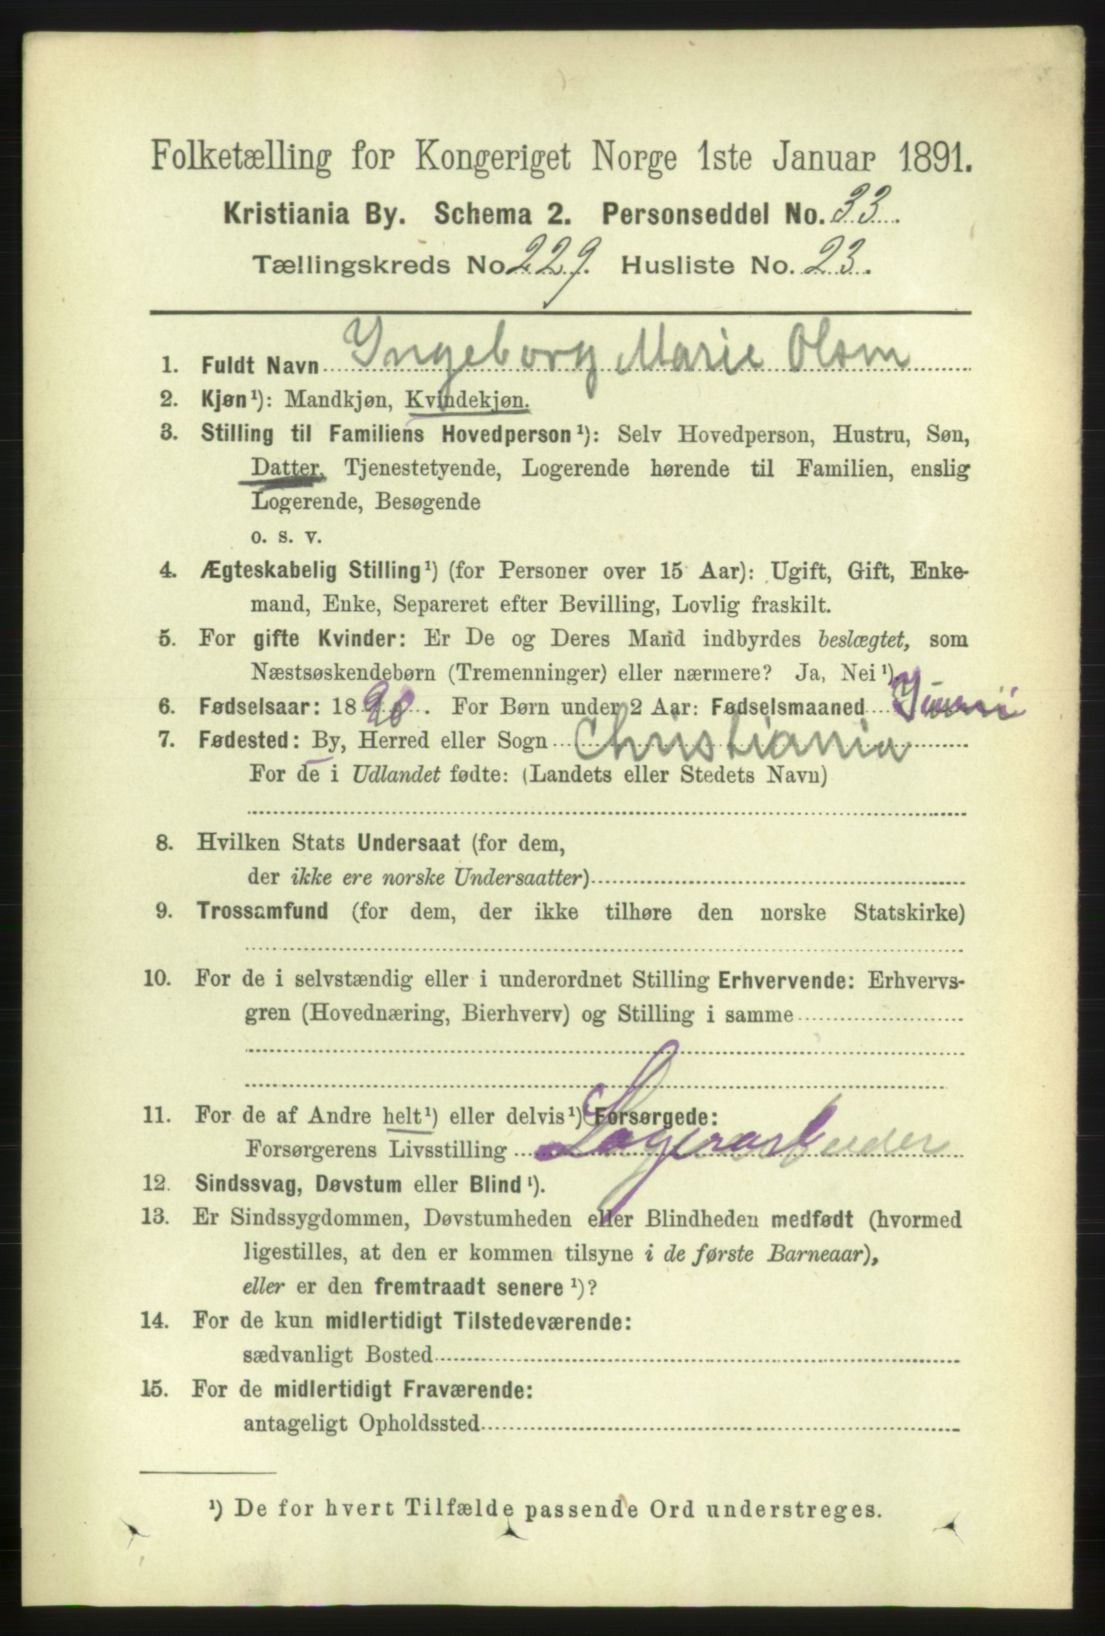 Folketælling for Kongeriget Norge 1ste Januar 1891.
Kristiania By. Schema 2. Personseddel No. 33.
Tællingskreds No. 229. Husliste No. 23.
1. Fuldt Navn Ingeborg Marie Olsen
2. Kjøn¹): Mandkjøn, Kvindekjøn.
3. Stilling til Familiens Hovedperson¹): Selv Hovedperson, Hustru, Søn,
Datter, Tjenestetyende, Logerende hørende til Familien, enslig
Logerende, Besøgende
o. s. v.
4. Ægteskabelig Stilling¹) (for Personer over 15 Aar): Ugift, Gift, Enke-
mand, Enke, Separeret efter Bevilling, Lovlig fraskilt.
5. For gifte Kvinder: Er De og Deres Mand indbyrdes beslægtet, som
Næstsøskendebørn (Tremenninger) eller nærmere? Ja, Nei¹).
6. Fødselsaar: 1890. For Børn under 2 Aar: Fødselsmaaned
7. Fødested: By, Herred eller Sogn Christiania
For de i Udlandet fødte: (Landets eller Stedets Navn)
8. Hvilken Stats Undersaat (for dem,
der ikke ere norske Undersaatter)
9. Trossamfund (for dem, der ikke tilhøre den norske Statskirke)
10. For de i selvstændig eller i underordnet Stilling Erhvervende: Erhvervs-
gren (Hovednæring, Bierhverv) og Stilling i samme
11. For de af Andre helt¹) eller delvis¹) Forsørgede:
Forsørgerens Livsstilling Lagerarbeider
12. Sindssvag, Døvstum eller Blind¹).
13. Er Sindssygdommen, Døvstumheden eller Blindheden medfødt (hvormed
ligestilles, at den er kommen tilsyne i de første Barneaar),
eller er den fremtraadt senere¹)?
14. For de kun midlertidigt Tilstedeværende:
sædvanligt Bosted
15. For de midlertidigt Fraværende:
antageligt Opholdssted
¹) De for hvert Tilfælde passende Ord understreges.